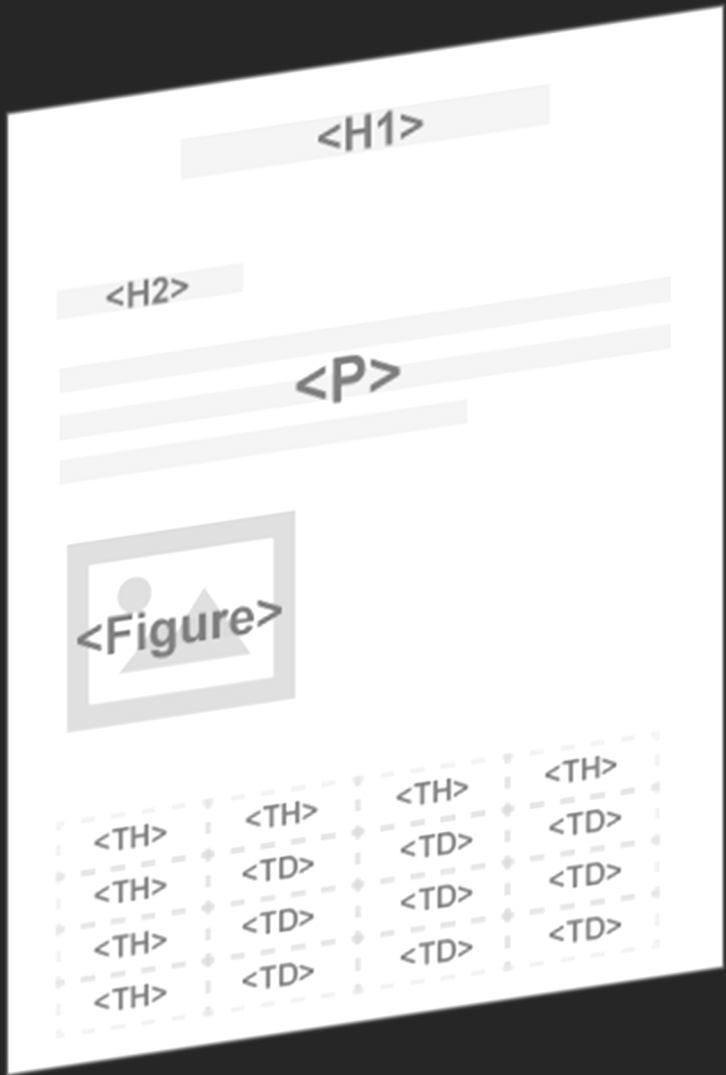 <H1>
<H2>
<P>
<Figure>
<TH> <TH> <TH> <TH>
<TH> <TD> <TD> <TD>
<TH> <TD> <TD> <TD>
<TH> <TD> <TD> <TD>